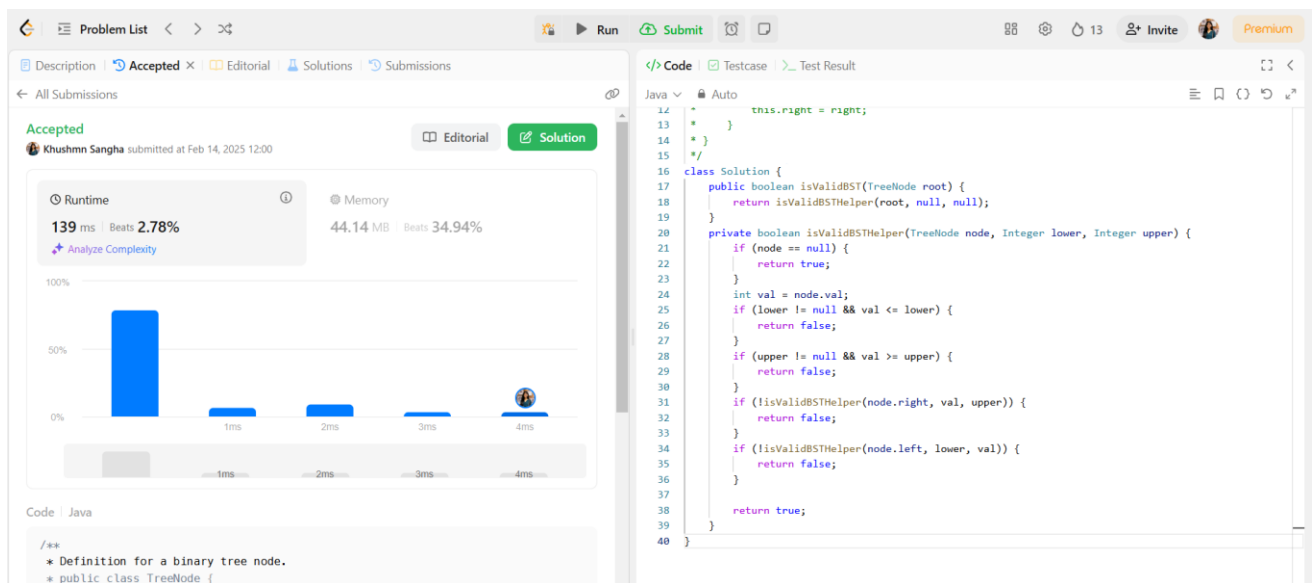 Problem List
Run
Submit
13
Invite
Premium
Description
Accepted
Editorial
Solutions
Submissions
All Submissions
Accepted
Editorial
Solution
Khushmn Sangha submitted at Feb 14, 2025 12:00
Runtime
139 ms | Beats 2.78%
Analyze Complexity
Memory
44.14 MB | Beats 34.94%
100%
50%
0%
1ms 2ms 3ms 4ms
1ms 2ms 3ms 4ms
Code | Java
/**
* Definition for a binary tree node.
* public class TreeNode {
</> Code
Testcase
>_ Test Result
Java
Auto
12 * this.right = right;
13 * }
14 * }
15 */
16 class Solution {
17 public boolean isValidBST(TreeNode root) {
18 return isValidBSTHelper(root, null, null);
19 }
20 private boolean isValidBSTHelper(TreeNode node, Integer lower, Integer upper) {
21 if (node == null) {
22 return true;
23 }
24 int val = node.val;
25 if (lower != null && val <= lower) {
26 return false;
27 }
28 if (upper != null && val >= upper) {
29 return false;
30 }
31 if (!isValidBSTHelper(node.right, val, upper)) {
32 return false;
33 }
34 if (!isValidBSTHelper(node.left, lower, val)) {
35 return false;
36 }
37
38 return true;
39 }
40 }